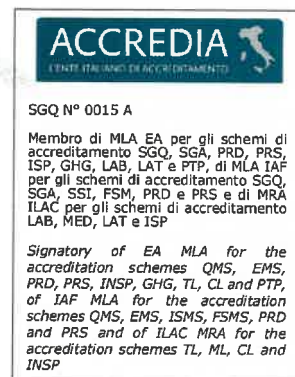 ACCREDIA
L'ENTE ITALIANO DI ACCREDITAMENTO
SGQ N° 0015 A
Membro di MLA EA per gli schemi di
accreditamento SGQ, SGA, PRD, PRS,
ISP, GHG, LAB, LAT e PTP, di MLA IAF
per gli schemi di accreditamento SGQ,
SGA, SSI, FSM, PRD e PRS e di MRA
ILAC per gli schemi di accreditamento
LAB, MED, LAT e ISP
Signatory of EA MLA for the
accreditation schemes QMS, EMS,
PRD, PRS, INSP, GHG, TL, CL and PTP,
of IAF MLA for the accreditation
schemes QMS, EMS, ISMS, FSMS, PRD
and PRS and of ILAC MRA for the
accreditation schemes TL, ML, CL and
INSP